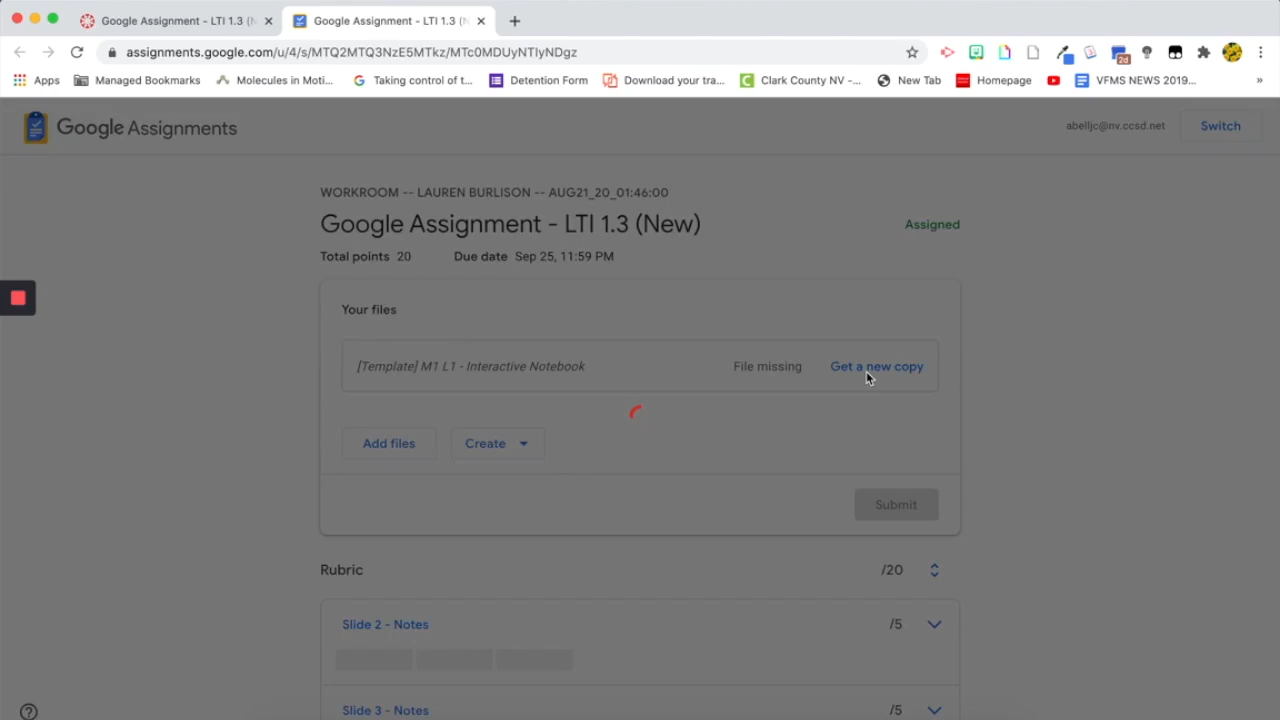 Google Assignment - LTI 1.3 (N
Google Assignment - LTI 1.3 (N
assignments.google.com/u/4/s/MTQ2MTQ3NzE5MTkz/MTc0MDUyNTIyNDgz
2d
Apps
Managed Bookmarks
Molecules in Moti...
Taking control of t...
Detention Form
Download your tra...
Clark County NV -...
New Tab
Homepage
VFMS NEWS 2019...
»
Google Assignments
abelljc@nv.ccsd.net
Switch
WORKROOM -- LAUREN BURLISON -- AUG21_20_01:46:00
Google Assignment - LTI 1.3 (New)
Assigned
Total points 20
Due date Sep 25, 11:59 PM
Your files
[Template] M1 L1 - Interactive Notebook
File missing
Get a new copy
Add files
Create
Submit
Rubric
/20
Slide 2 - Notes
/5
Slide 3 - Notes
/5